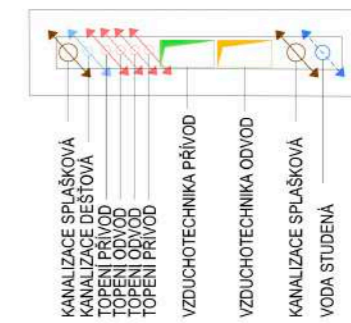 KANALIZACE SPLAŠKOVÁ
KANALIZACE DEŠŤOVÁ
TOPENÍ PŘÍVOD
TOPENÍ ODVOD
TOPENÍ ODVOD
TOPENÍ PŘÍVOD
VZDUCHOTECHNIKA PŘÍVOD
VZDUCHOTECHNIKA ODVOD
KANALIZACE SPLAŠKOVÁ
VODA STUDENÁ